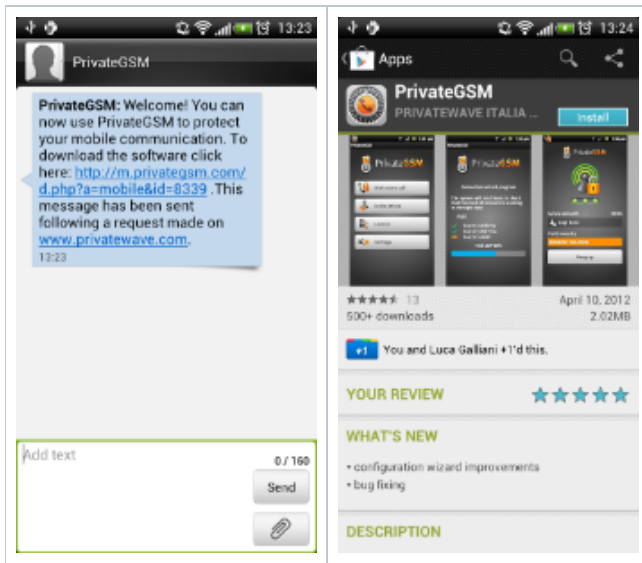 13:23
PrivateGSM
PrivateGSM: Welcome! You can
now use PrivateGSM to protect
your mobile communication. To
download the software click
here: http://m.privategsm.com/
d.php?a=mobile&id=8339 .This
message has been sent
following a request made on
www.privatewave.com.
13:23
Add text
0 / 160
Send
13:24
Apps
PrivateGSM
PRIVATEWAVE ITALIA ...
Install
PrivateGSM
PrivateGSM
PrivateGSM
13
April 10, 2012
500+ downloads
2.02MB
+1
You and Luca Galliani +1'd this.
YOUR REVIEW
WHAT'S NEW
• configuration wizard improvements
• bug fixing
DESCRIPTION